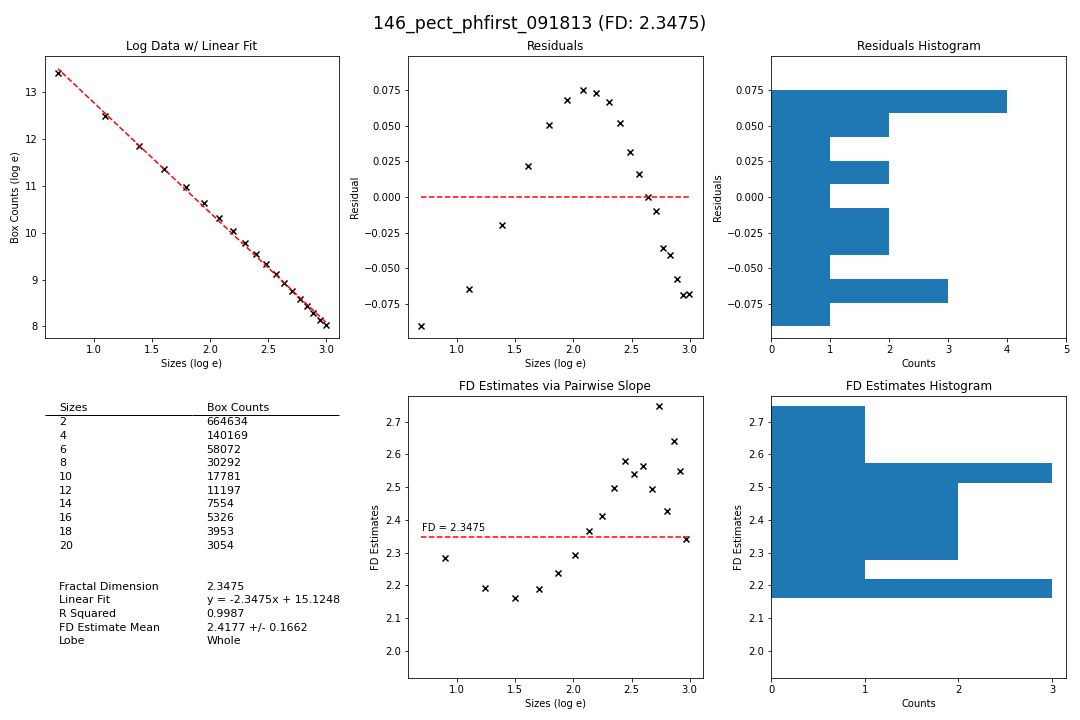 146_pect_phfirst_091813 (FD: 2.3475)
Log Data w/ Linear Fit
Box Counts (log e)
13
12
11
10
9
8
1.0 1.5 2.0 2.5 3.0
Sizes (log e)
Residuals
Residual
0.075
0.050
0.025
0.000
−0.025
−0.050
−0.075
1.0 1.5 2.0 2.5 3.0
Sizes (log e)
Residuals Histogram
Residuals
0.075
0.050
0.025
0.000
−0.025
−0.050
−0.075
0 1 2 3 4 5
Counts
Sizes Box Counts
2 664634
4 140169
6 58072
8 30292
10 17781
12 11197
14 7554
16 5326
18 3953
20 3054
Fractal Dimension 2.3475
Linear Fit y = -2.3475x + 15.1248
R Squared 0.9987
FD Estimate Mean 2.4177 +/- 0.1662
Lobe Whole
FD Estimates via Pairwise Slope
FD Estimates
2.7
2.6
2.5
2.4
2.3
2.2
2.1
2.0
FD = 2.3475
1.0 1.5 2.0 2.5 3.0
Sizes (log e)
FD Estimates Histogram
FD Estimates
2.7
2.6
2.5
2.4
2.3
2.2
2.1
2.0
0 1 2 3
Counts